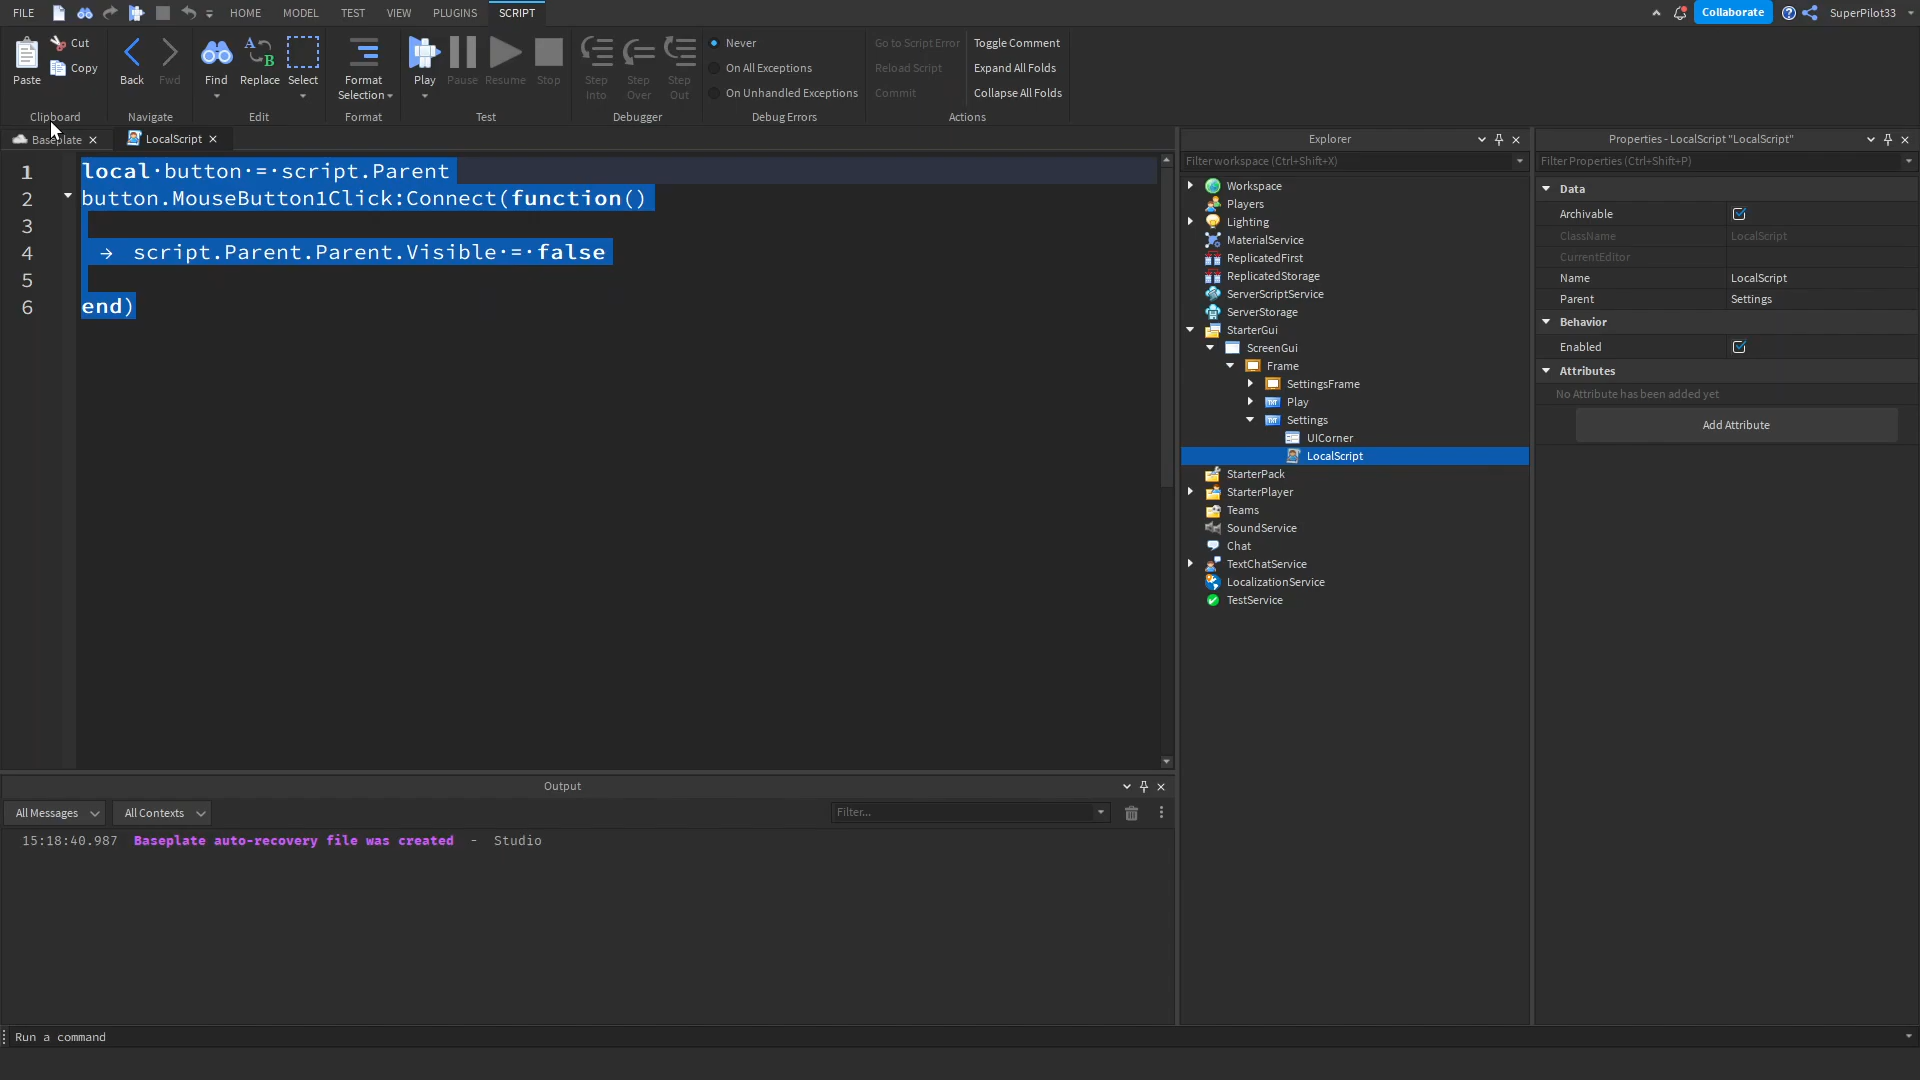 FILE HOME MODEL TEST VIEW PLUGINS SCRIPT Collaborate SuperPilot33
Paste Cut Copy
Clipboard
Back Fwd
Navigate
Find Replace Select
Edit
Format Selection
Format
Play Pause Resume Stop
Test
Step Into Step Over Step Out
Debugger
Never
On All Exceptions
On Unhandled Exceptions
Debug Errors
Go to Script Error
Reload Script
Commit
Toggle Comment
Expand All Folds
Collapse All Folds
Actions
Baseplate LocalScript
1 local button = script.Parent
2 button.MouseButton1Click:Connect(function()
3
4 script.Parent.Parent.Visible = false
5
6 end)
Output
All Messages All Contexts Filter...
15:18:40.987 Baseplate auto-recovery file was created - Studio
Run a command
Explorer
Filter workspace (Ctrl+Shift+X)
Workspace
Players
Lighting
MaterialService
ReplicatedFirst
ReplicatedStorage
ServerScriptService
ServerStorage
StarterGui
ScreenGui
Frame
SettingsFrame
Play
Settings
UICorner
LocalScript
StarterPack
StarterPlayer
Teams
SoundService
Chat
TextChatService
LocalizationService
TestService
Properties - LocalScript "LocalScript"
Filter Properties (Ctrl+Shift+P)
Data
Archivable
ClassName LocalScript
CurrentEditor
Name LocalScript
Parent Settings
Behavior
Enabled
Attributes
No Attribute has been added yet
Add Attribute